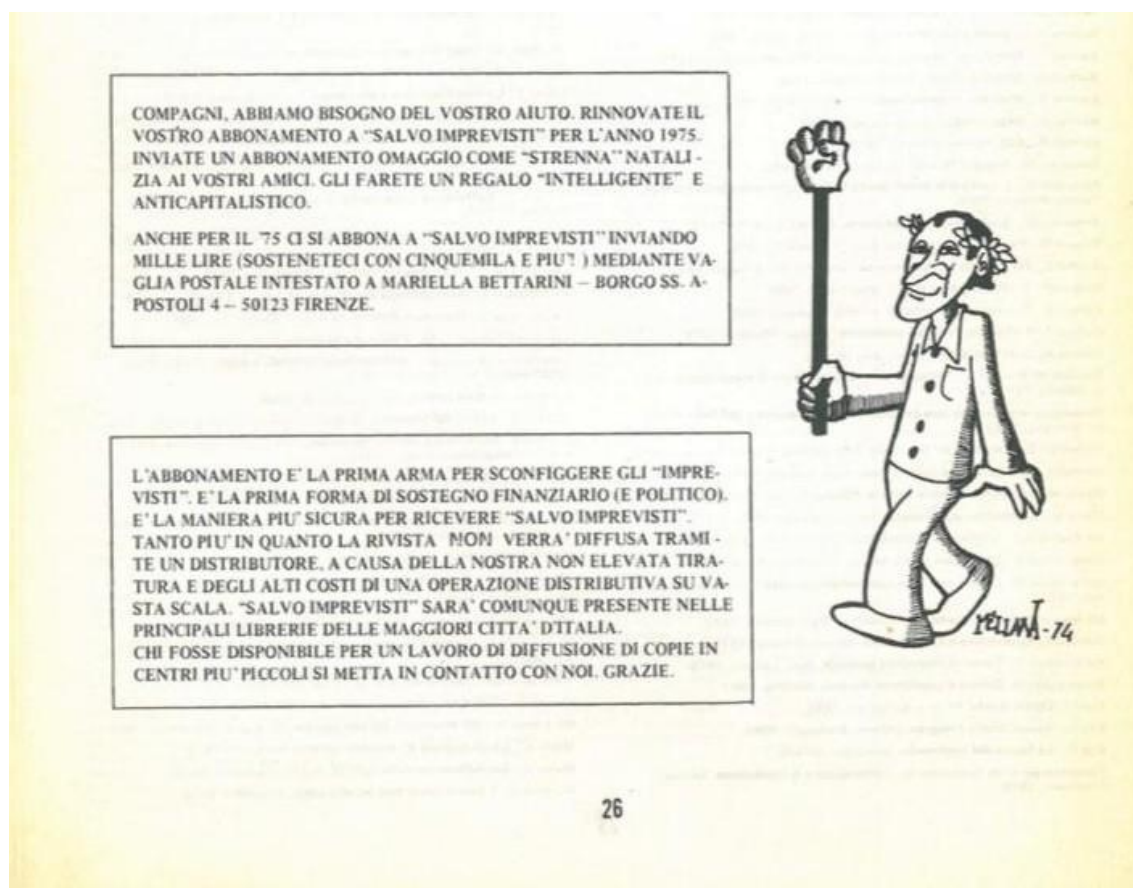 COMPAGNI, ABBIAMO BISOGNO DEL VOSTRO AIUTO. RINNOVATE IL
VOSTRO ABBONAMENTO A “SALVO IMPREVISTI” PER L'ANNO 1975.
INVIATE UN ABBONAMENTO OMAGGIO COME “STRENNA” NATALI -
ZIA AI VOSTRI AMICI. GLI FARETE UN REGALO “INTELLIGENTE” E
ANTICAPITALISTICO.
ANCHE PER IL '75 CI SI ABBONA A “SALVO IMPREVISTI” INVIANDO
MILLE LIRE (SOSTENETECI CON CINQUEMILA E PIU'! ) MEDIANTE VA-
GLIA POSTALE INTESTATO A MARIELLA BETTARINI – BORGO SS. A-
POSTOLI 4 – 50123 FIRENZE.
L'ABBONAMENTO E' LA PRIMA ARMA PER SCONFIGGERE GLI “IMPRE-
VISTI”. E' LA PRIMA FORMA DI SOSTEGNO FINANZIARIO (E POLITICO).
E' LA MANIERA PIU' SICURA PER RICEVERE “SALVO IMPREVISTI”.
TANTO PIU' IN QUANTO LA RIVISTA NON VERRA' DIFFUSA TRAMI -
TE UN DISTRIBUTORE, A CAUSA DELLA NOSTRA NON ELEVATA TIRA-
TURA E DEGLI ALTI COSTI DI UNA OPERAZIONE DISTRIBUTIVA SU VA-
STA SCALA. “SALVO IMPREVISTI” SARA' COMUNQUE PRESENTE NELLE
PRINCIPALI LIBRERIE DELLE MAGGIORI CITTA' D'ITALIA.
CHI FOSSE DISPONIBILE PER UN LAVORO DI DIFFUSIONE DI COPIE IN
CENTRI PIU' PICCOLI SI METTA IN CONTATTO CON NOI. GRAZIE.
-74
26